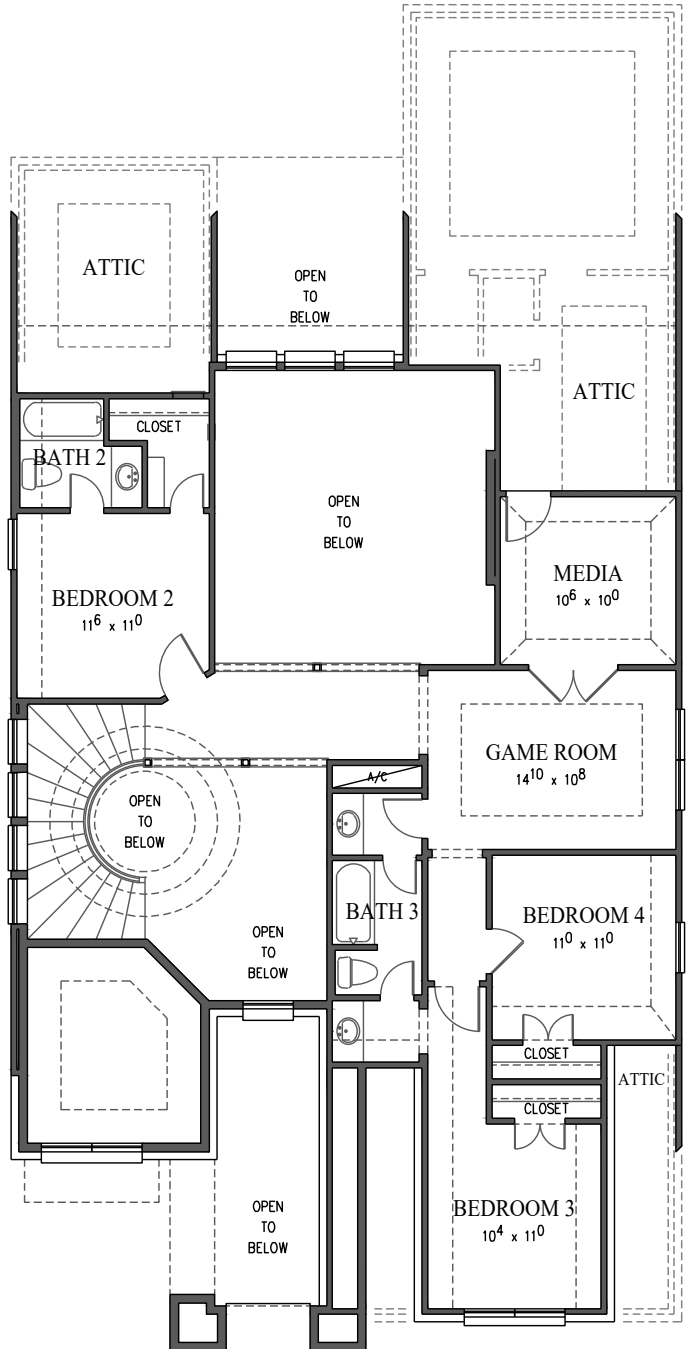 ATTIC
OPEN
TO
BELOW
ATTIC
CLOSET
BATH 2
OPEN
TO
BELOW
MEDIA
10⁶ x 10⁰
BEDROOM 2
11⁶ x 11⁰
GAME ROOM
14¹⁰ x 10⁸
A/C
OPEN
TO
BELOW
BATH 3
BEDROOM 4
11⁰ x 11⁰
OPEN
TO
BELOW
CLOSET
ATTIC
CLOSET
BEDROOM 3
10⁴ x 11⁰
OPEN
TO
BELOW